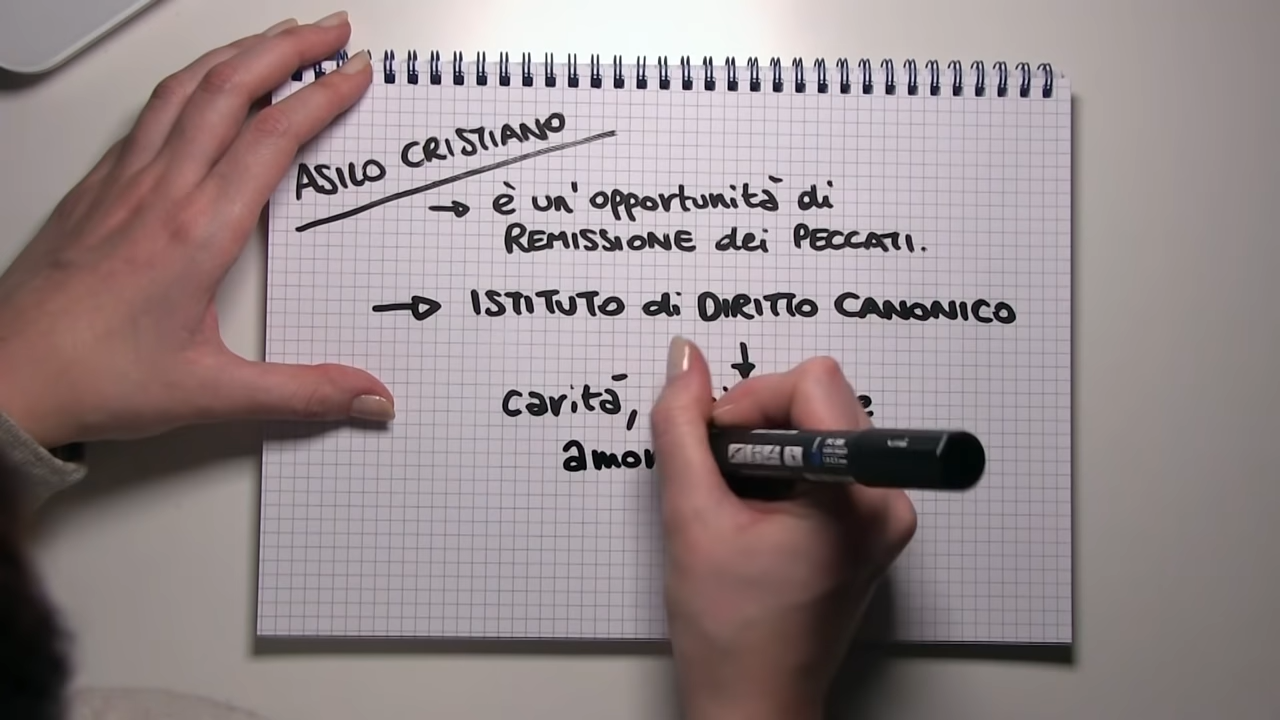 ASILO CRISTIANO
→ è un'opportunità di
REMISSIONE dei PECCATI.
→ ISTITUTO di DIRITTO CANONICO
↓
carità,